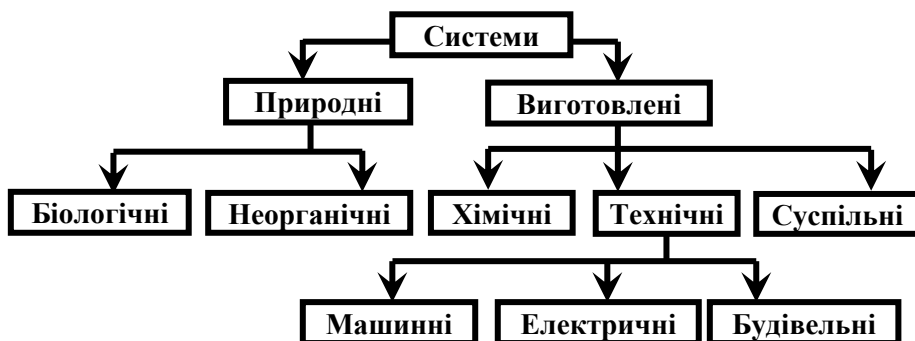 Системи
Природні
Виготовлені
Біологічні
Неорганічні
Хімічні
Технічні
Суспільні
Машинні
Електричні
Будівельні